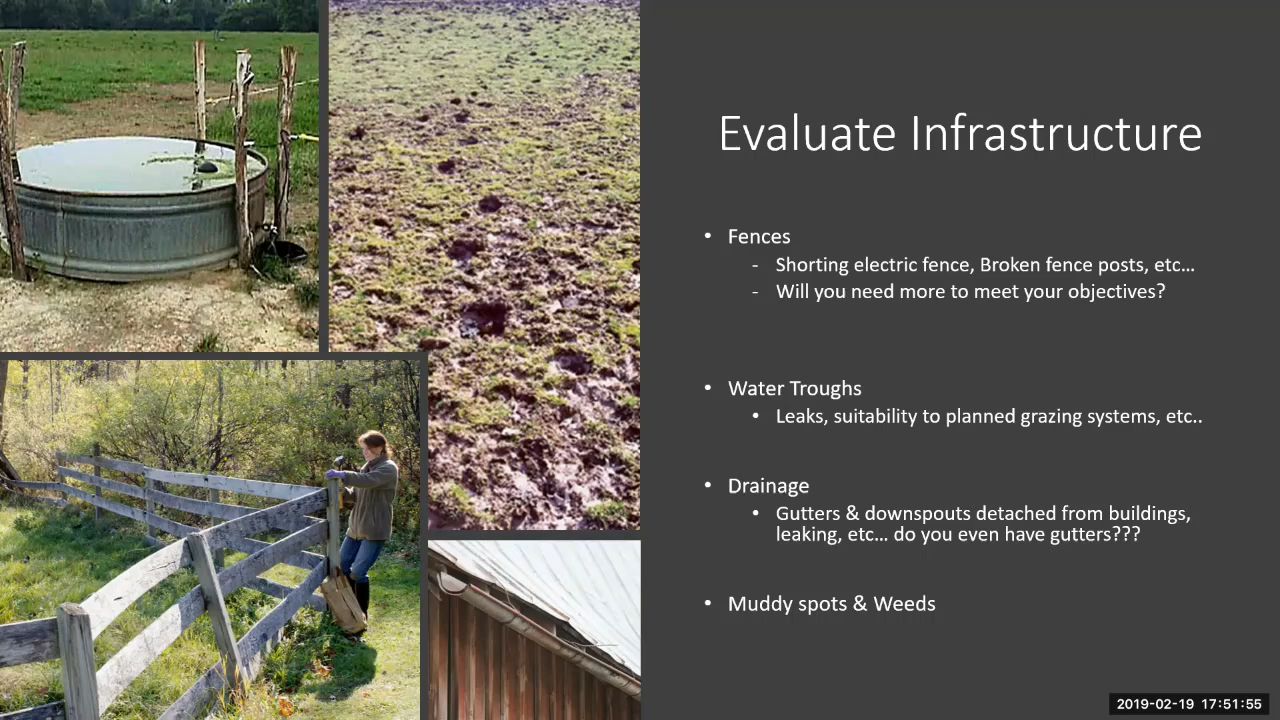 Evaluate Infrastructure
• Fences
- Shorting electric fence, Broken fence posts, etc...
- Will you need more to meet your objectives?
• Water Troughs
• Leaks, suitability to planned grazing systems, etc..
• Drainage
• Gutters & downspouts detached from buildings,
leaking, etc... do you even have gutters???
• Muddy spots & Weeds
2019-02-19 17:51:55